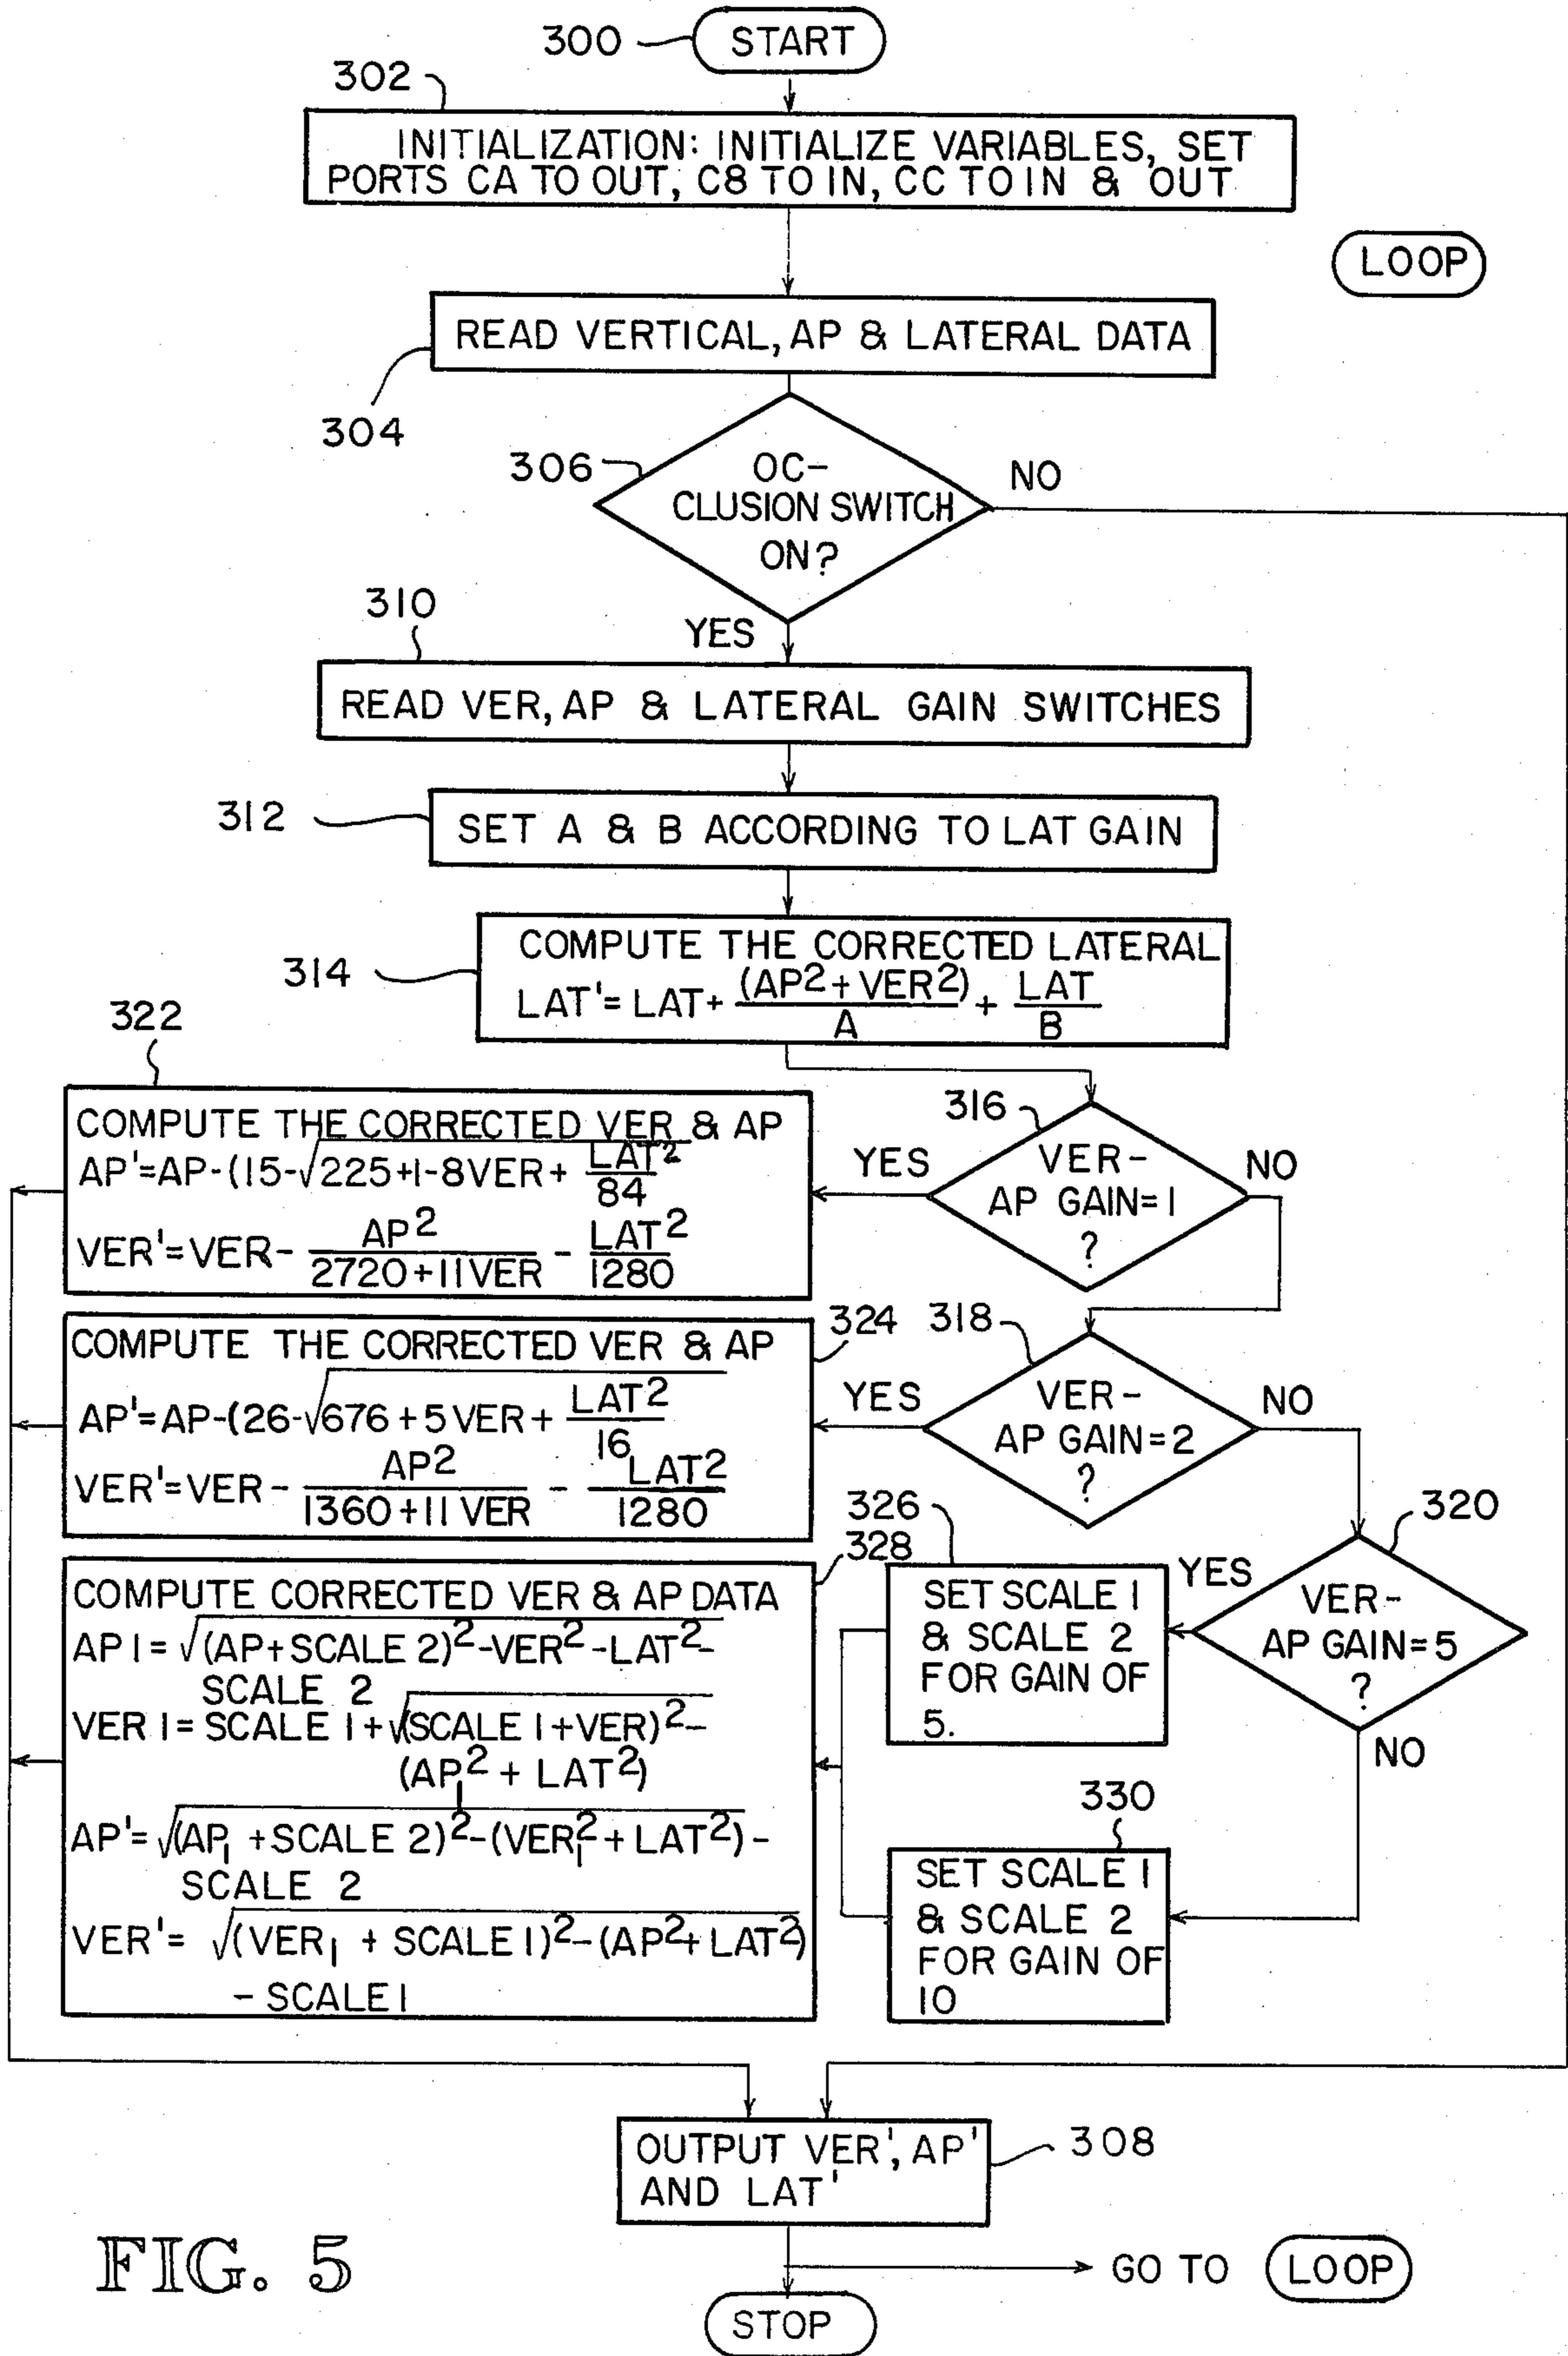 300
START
302
INITIALIZATION: INITIALIZE VARIABLES, SET
PORTS CA TO OUT, C8 TO IN, CC TO IN & OUT
LOOP
READ VERTICAL, AP & LATERAL DATA
304
306
OC-
CLUSION SWITCH
ON?
NO
YES
310
READ VER, AP & LATERAL GAIN SWITCHES
312
SET A & B ACCORDING TO LAT GAIN
314
COMPUTE THE CORRECTED LATERAL
LAT' = LAT + (AP² + VER²)/A + LAT/B
316
VER-
AP GAIN = 1
?
YES
NO
322
COMPUTE THE CORRECTED VER & AP
AP' = AP - (15 - √225 + 1-8VER + LAT²/84
VER' = VER - AP²/2720 + 11VER - LAT²/1280
318
VER-
AP GAIN = 2
?
YES
NO
324
COMPUTE THE CORRECTED VER & AP
AP' = AP - (26 - √676 + 5VER + LAT²/16
VER' = VER - AP²/1360 + 11VER - LAT²/1280
320
VER-
AP GAIN = 5
?
YES
NO
326
SET SCALE 1
& SCALE 2
FOR GAIN OF
5.
330
SET SCALE 1
& SCALE 2
FOR GAIN OF
10
328
COMPUTE CORRECTED VER & AP DATA
AP 1 = √(AP + SCALE 2)² - VER² - LAT² -
SCALE 2
VER 1 = SCALE 1 + √(SCALE 1 + VER)² -
(AP₁² + LAT²)
AP' = √(AP₁ + SCALE 2)² - (VER₁² + LAT²) -
SCALE 2
VER' = √(VER₁ + SCALE 1)² - (AP² + LAT²)
- SCALE 1
OUTPUT VER', AP'
AND LAT'
308
GO TO LOOP
STOP
FIG. 5